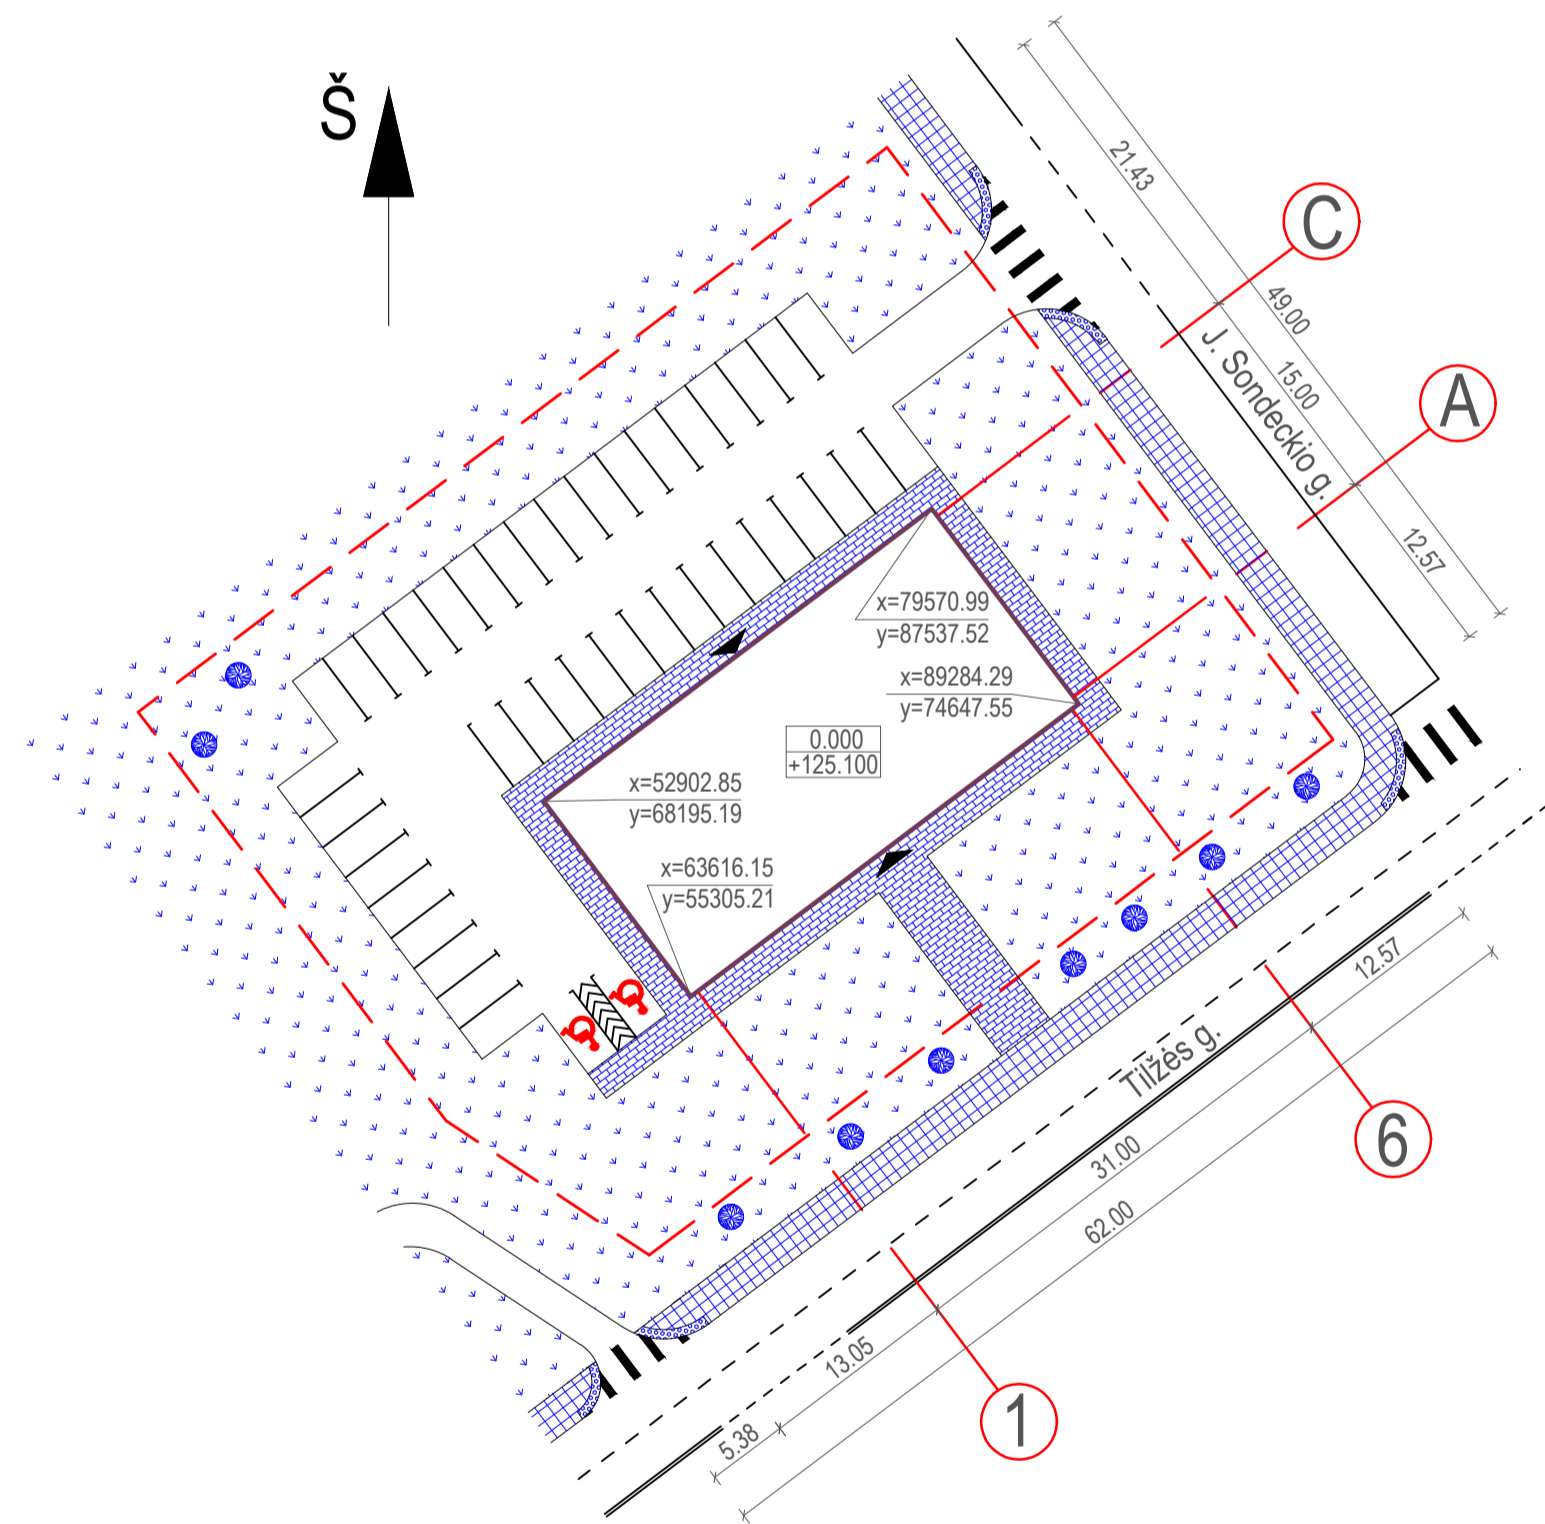 Š
21.43
C
49.00
J. Sondeckio g.
15.00
A
12.57
x=79570.99
y=87537.52
x=89284.29
y=74647.55
0.000
+125.100
x=52902.85
y=68195.19
x=63616.15
y=55305.21
12.57
Tilžės g.
6
31.00
62.00
13.05
1
5.38